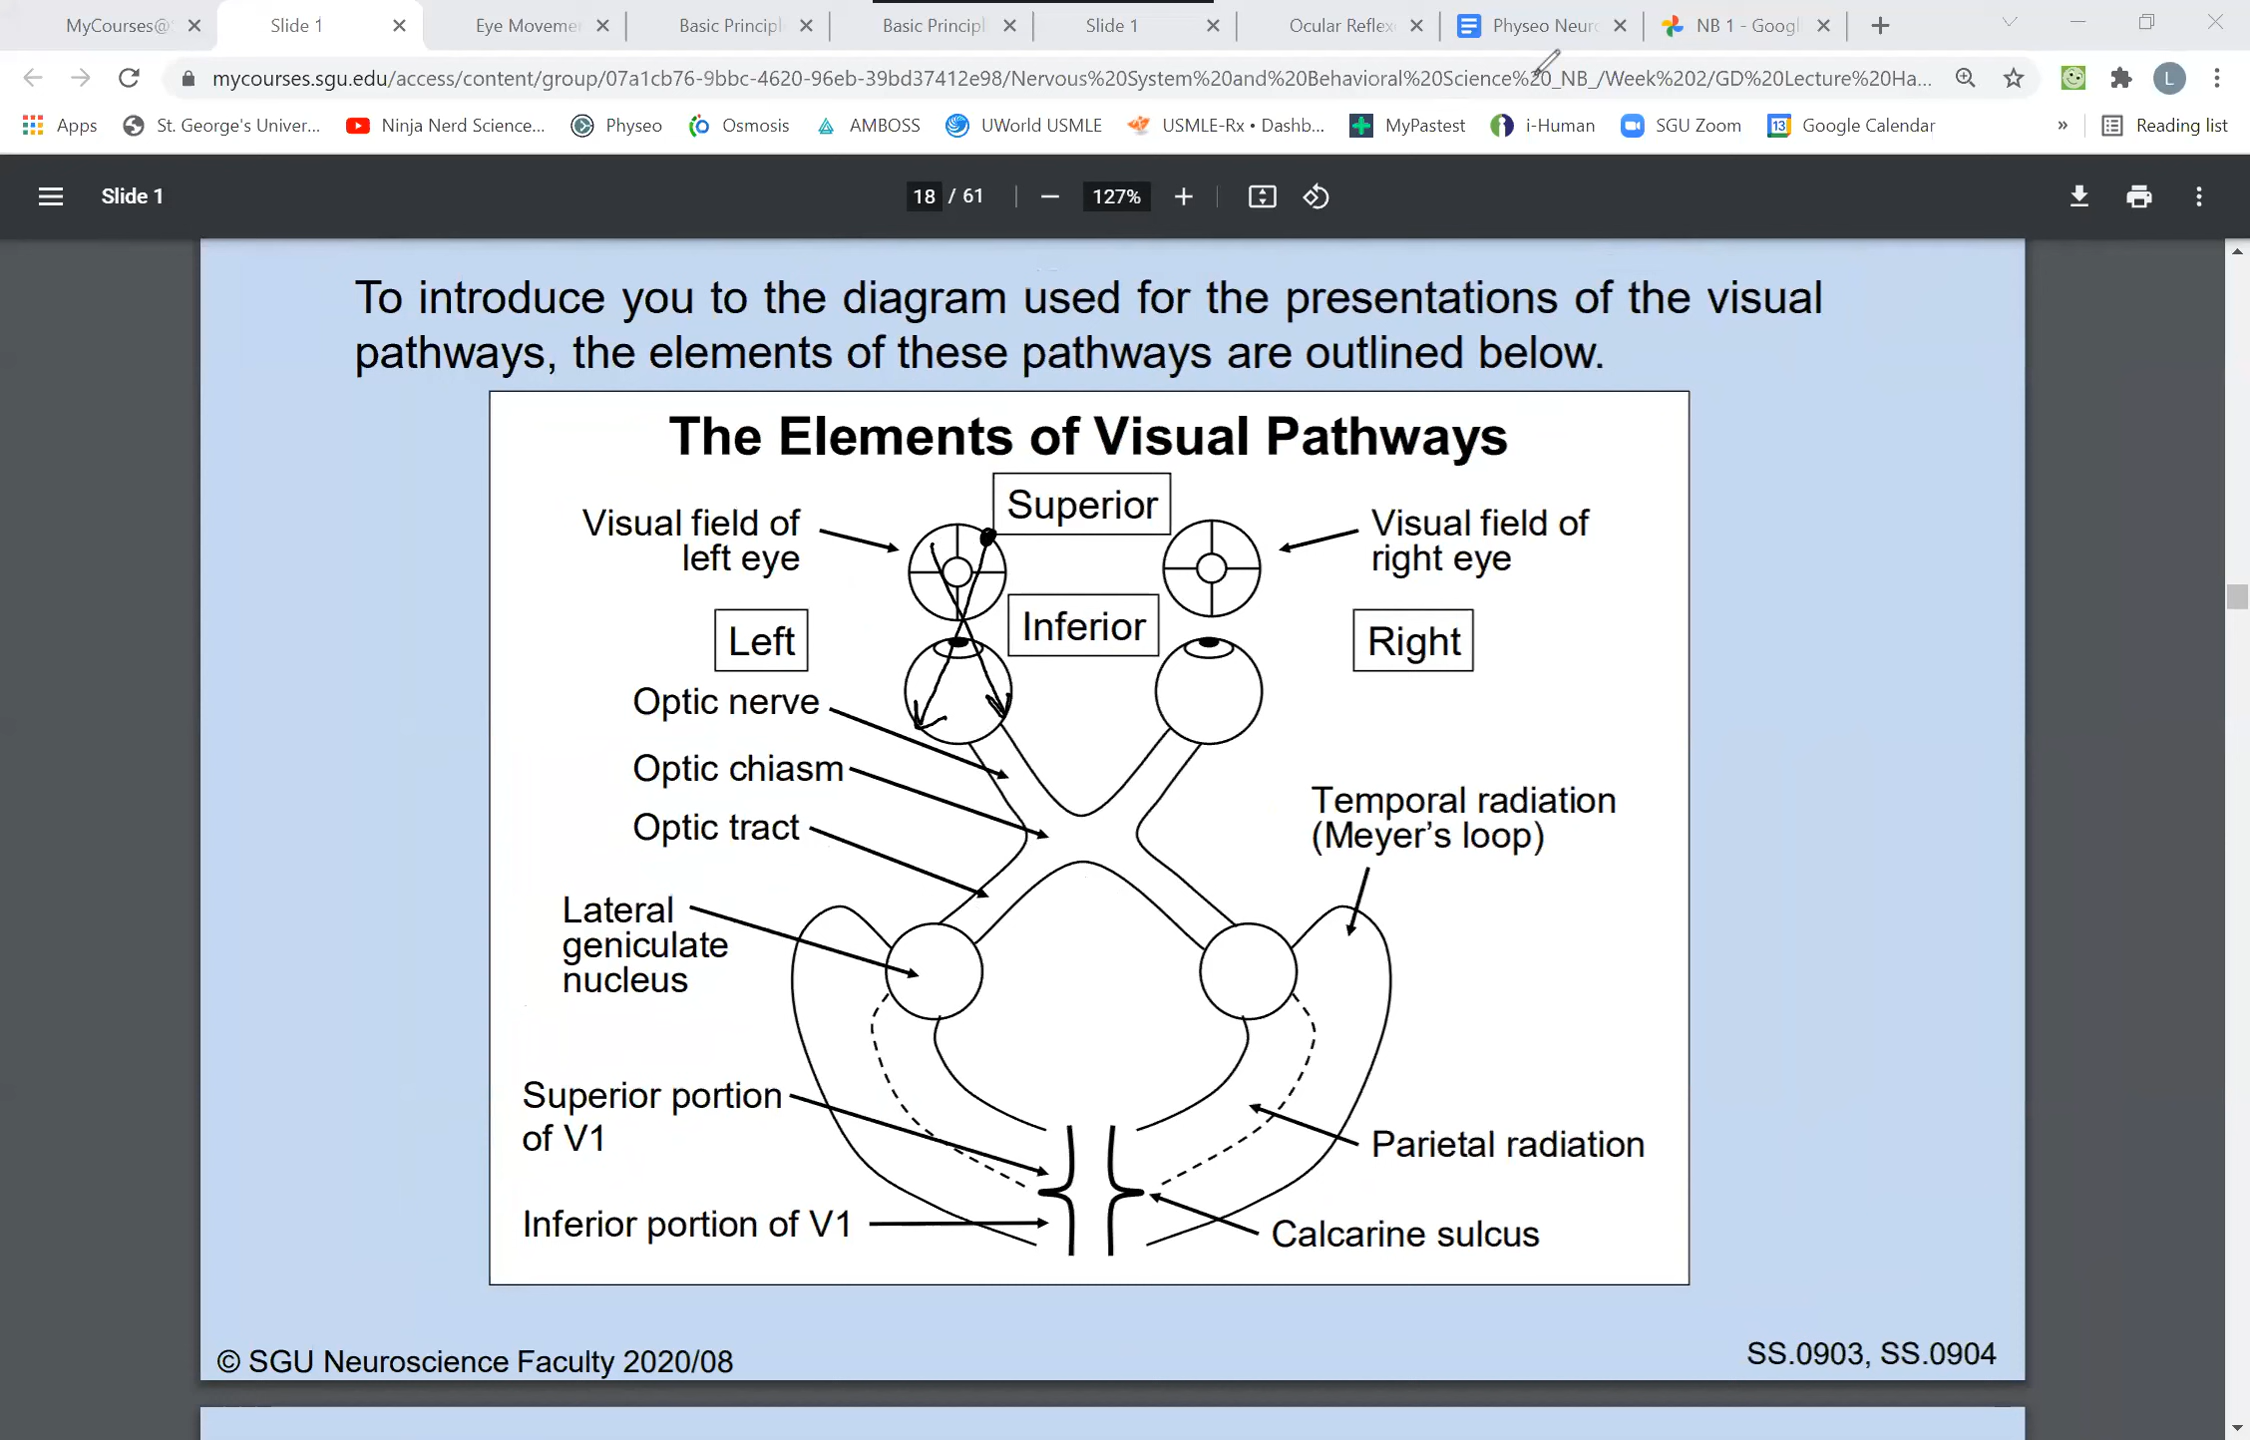 MyCourses@
Slide 1
Eye Movemen
Basic Principl
Basic Principl
Slide 1
Ocular Reflex
Physeo Neuro
NB 1 - Googl
mycourses.sgu.edu/access/content/group/07a1cb76-9bbc-4620-96eb-39bd37412e98/Nervous%20System%20and%20Behavioral%20Science%20_NB_/Week%202/GD%20Lecture%20Ha...
L
Apps
St. George's Univer...
Ninja Nerd Science...
Physeo
Osmosis
AMBOSS
UWorld USMLE
USMLE-Rx • Dashb...
MyPastest
i-Human
SGU Zoom
13
Google Calendar
»
Reading list
Slide 1
18 / 61
127%
To introduce you to the diagram used for the presentations of the visual
pathways, the elements of these pathways are outlined below.
The Elements of Visual Pathways
Superior
Visual field of
left eye
Visual field of
right eye
Inferior
Left
Right
Optic nerve
Optic chiasm
Optic tract
Temporal radiation
(Meyer’s loop)
Lateral
geniculate
nucleus
Superior portion
of V1
Parietal radiation
Inferior portion of V1
Calcarine sulcus
© SGU Neuroscience Faculty 2020/08
SS.0903, SS.0904